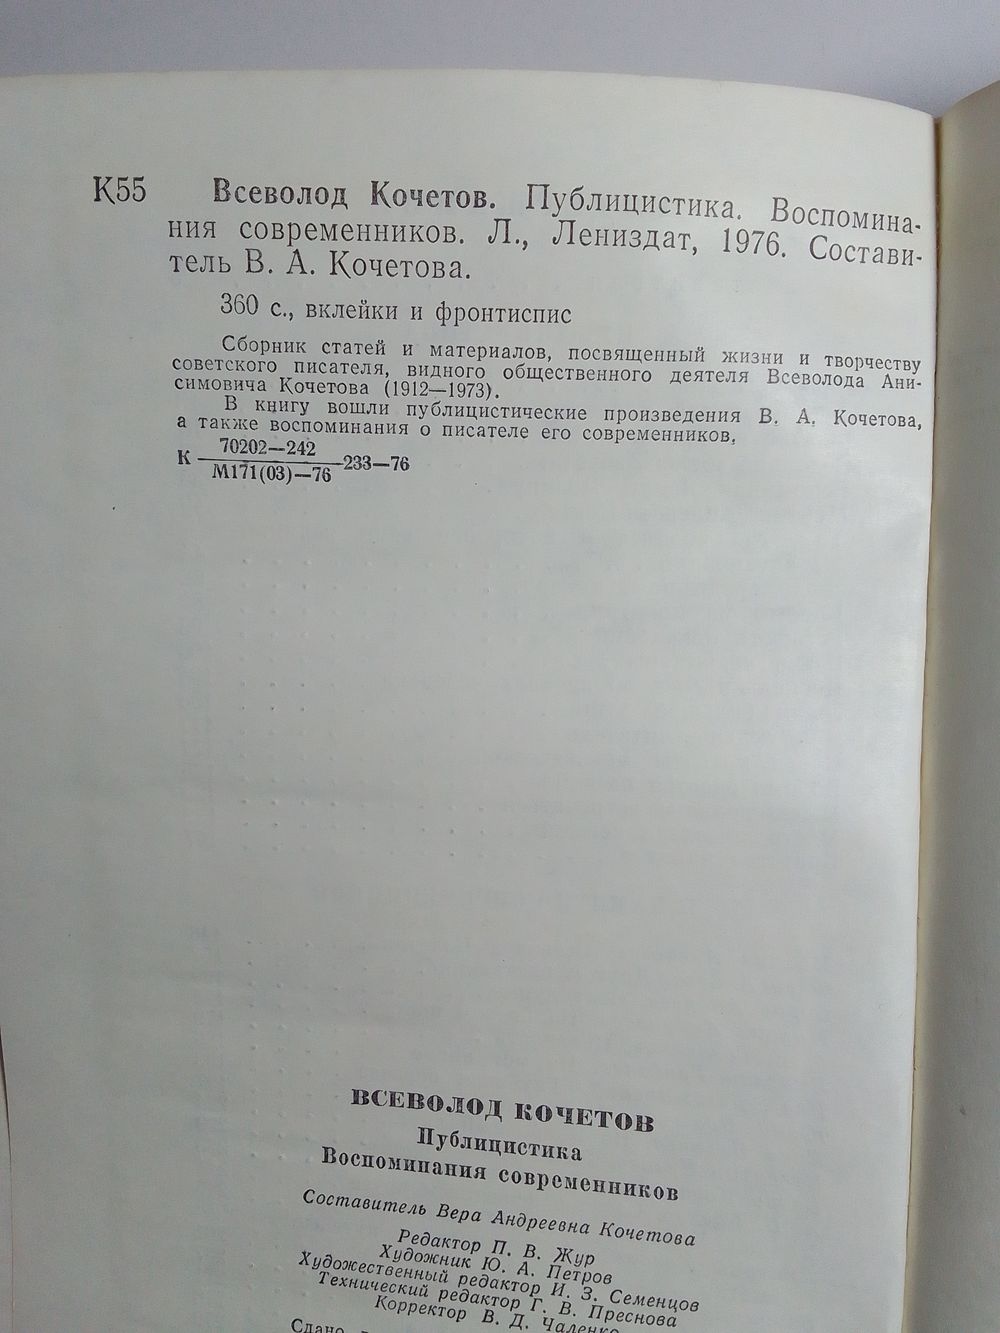 К55 Всеволод Кочетов. Публицистика. Воспомина-
ния современников. Л., Лениздат, 1976. Состави-
тель В. А. Кочетова.
360 с., вклейки и фронтиспис
Сборник статей и материалов, посвященный жизни и творчеству
советского писателя, видного общественного деятеля Всеволода Ани-
симовича Кочетова (1912—1973).
В книгу вошли публицистические произведения В. А. Кочетова,
а также воспоминания о писателе его современников.
70202—242
К 233—76
М171(03)—76
ВСЕВОЛОД КОЧЕТОВ
Публицистика
Воспоминания современников
Составитель Вера Андреевна Кочетова
Редактор П. В. Жур
Художник Ю. А. Петров
Художественный редактор И. З. Семенцов
Технический редактор Г. В. Преснова
Корректор В. Д. Чаленко
Сдано